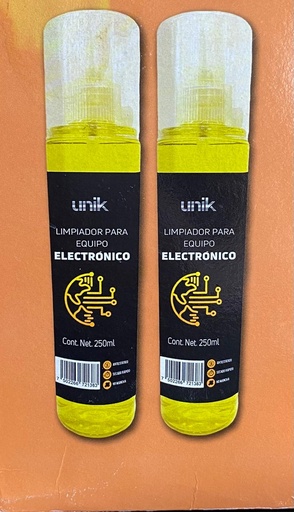 unik
LIMPIADOR PARA
EQUIPO
ELECTRÓNICO
Cont. Net. 250ml
unik
LIMPIADOR PARA
EQUIPO
ELECTRÓNICO
Cont. Net. 250ml